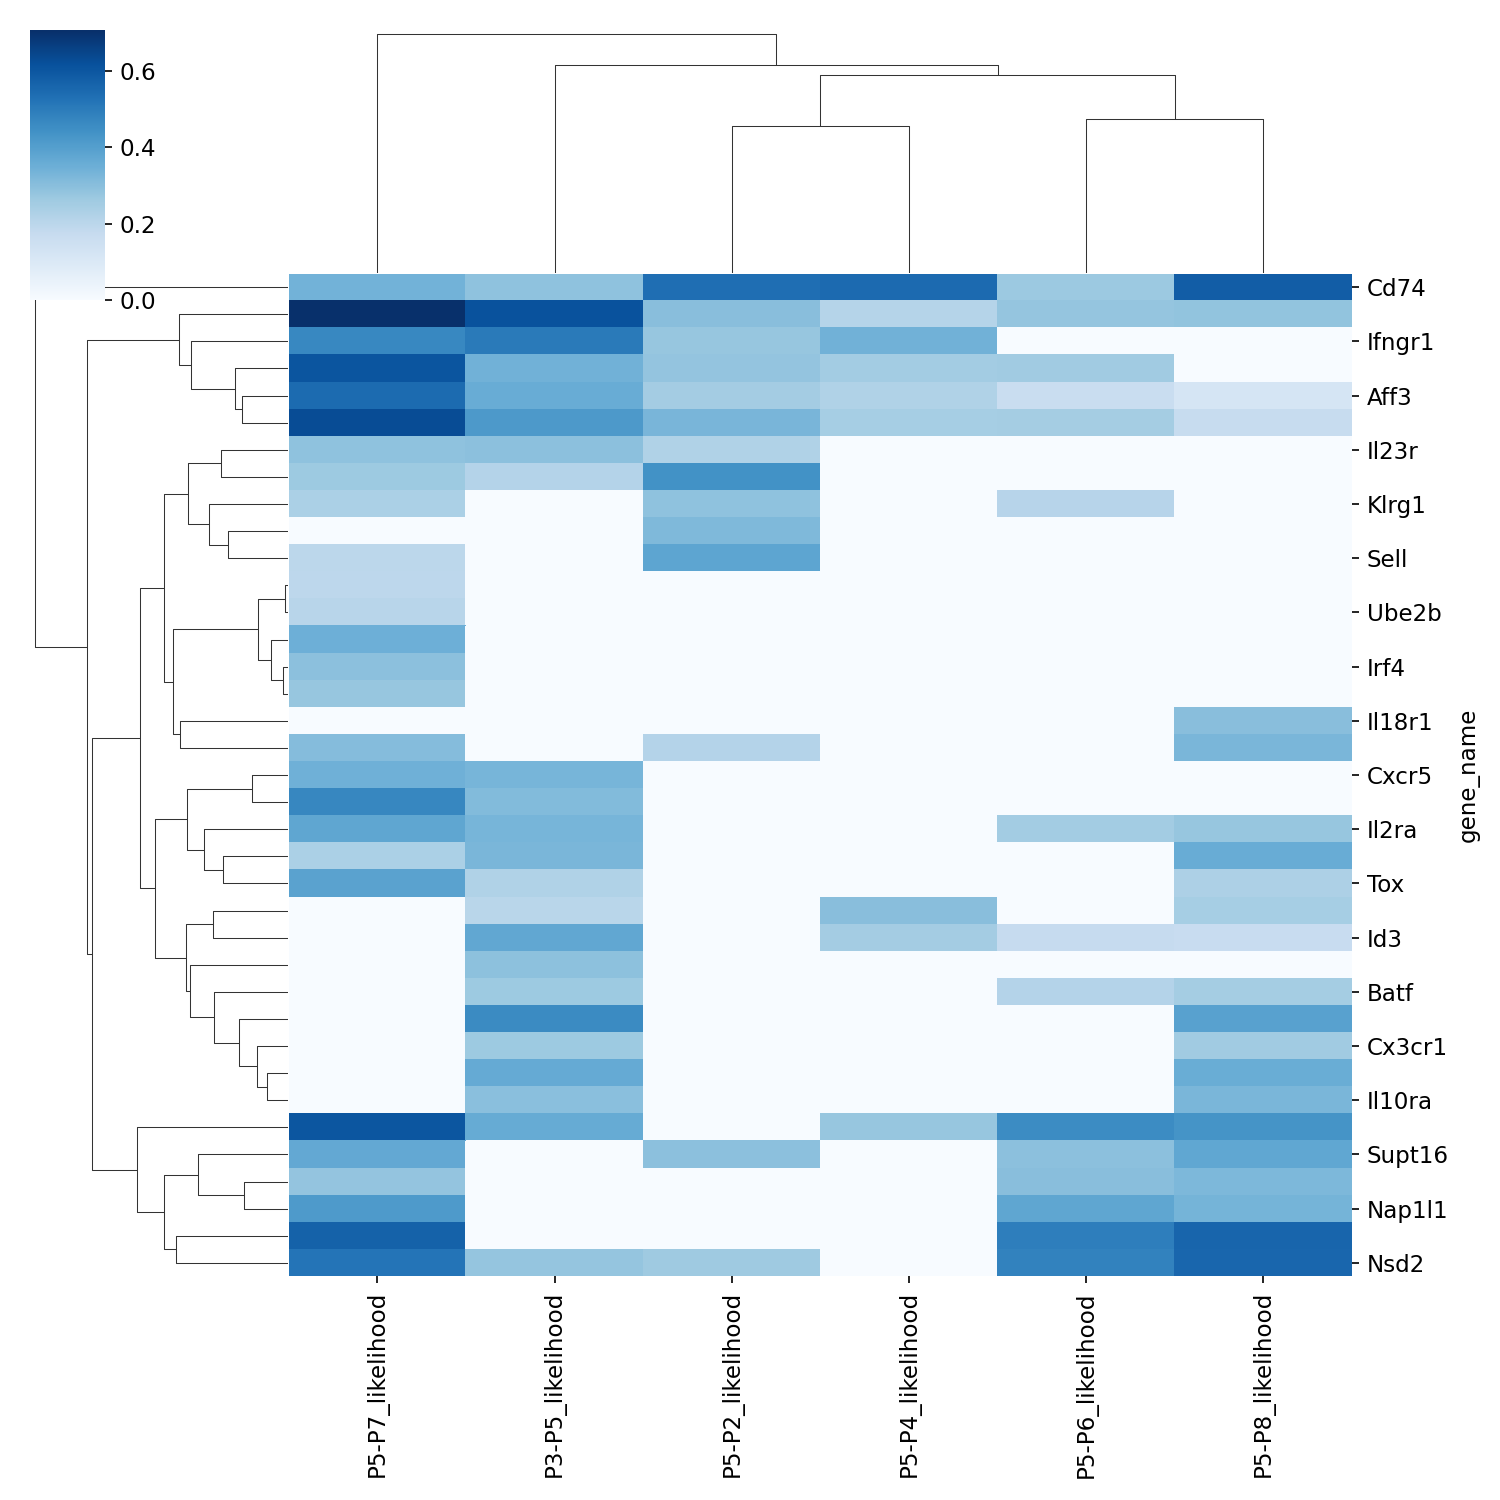 0.6
0.4
0.2
0.0
Cd74
Ifngr1
Aff3
Il23r
Klrg1
Sell
Ube2b
Irf4
Il18r1
Cxcr5
Il2ra
Tox
Id3
Batf
Cx3cr1
Il10ra
Supt16
Nap1l1
Nsd2
gene_name
P5-P7_likelihood
P3-P5_likelihood
P5-P2_likelihood
P5-P4_likelihood
P5-P6_likelihood
P5-P8_likelihood